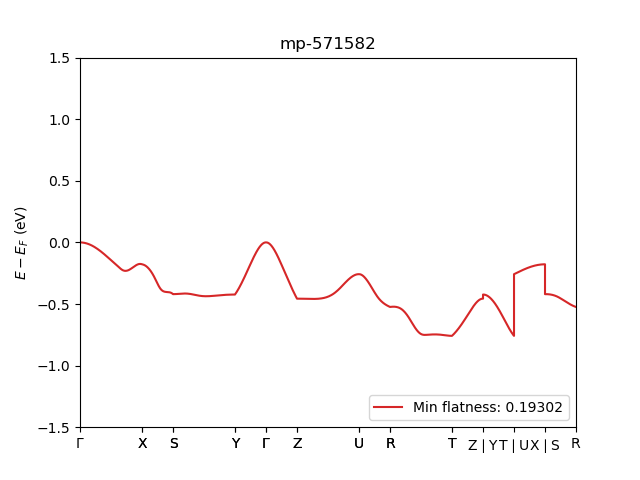 mp-571582
1.5
1.0
0.5
0.0
−0.5
−1.0
−1.5
E − E_F (eV)
Min flatness: 0.19302
Γ X S Y Γ Z U R T Z | Y T | U X | S R